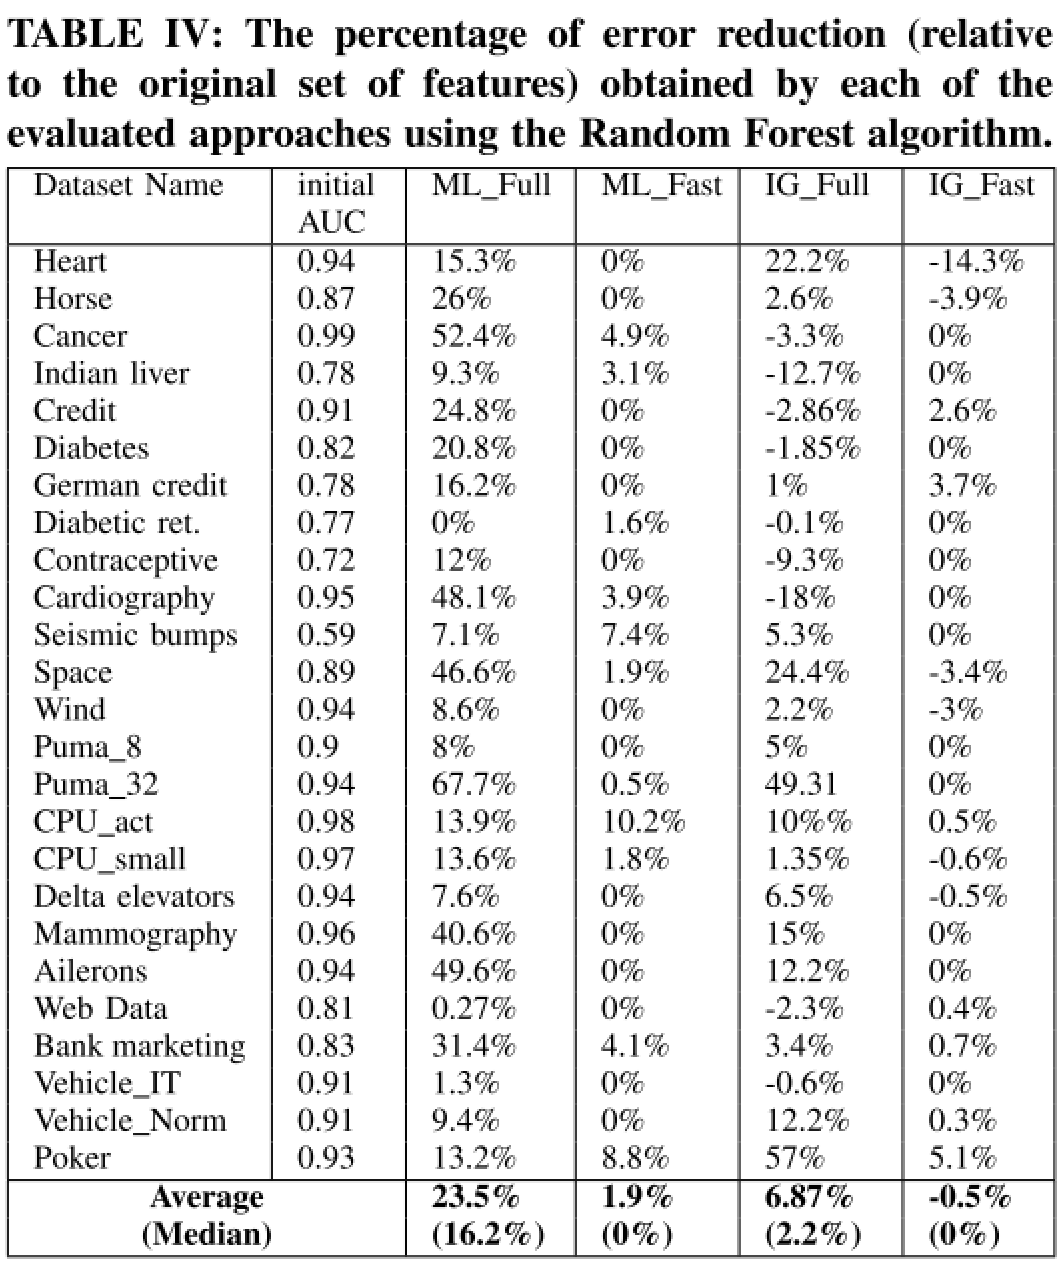 TABLE IV: The percentage of error reduction (relative
to the original set of features) obtained by each of the
evaluated approaches using the Random Forest algorithm.
Dataset Name initial AUC ML_Full ML_Fast IG_Full IG_Fast
Heart 0.94 15.3% 0% 22.2% -14.3%
Horse 0.87 26% 0% 2.6% -3.9%
Cancer 0.99 52.4% 4.9% -3.3% 0%
Indian liver 0.78 9.3% 3.1% -12.7% 0%
Credit 0.91 24.8% 0% -2.86% 2.6%
Diabetes 0.82 20.8% 0% -1.85% 0%
German credit 0.78 16.2% 0% 1% 3.7%
Diabetic ret. 0.77 0% 1.6% -0.1% 0%
Contraceptive 0.72 12% 0% -9.3% 0%
Cardiography 0.95 48.1% 3.9% -18% 0%
Seismic bumps 0.59 7.1% 7.4% 5.3% 0%
Space 0.89 46.6% 1.9% 24.4% -3.4%
Wind 0.94 8.6% 0% 2.2% -3%
Puma_8 0.9 8% 0% 5% 0%
Puma_32 0.94 67.7% 0.5% 49.31 0%
CPU_act 0.98 13.9% 10.2% 10%% 0.5%
CPU_small 0.97 13.6% 1.8% 1.35% -0.6%
Delta elevators 0.94 7.6% 0% 6.5% -0.5%
Mammography 0.96 40.6% 0% 15% 0%
Ailerons 0.94 49.6% 0% 12.2% 0%
Web Data 0.81 0.27% 0% -2.3% 0.4%
Bank marketing 0.83 31.4% 4.1% 3.4% 0.7%
Vehicle_IT 0.91 1.3% 0% -0.6% 0%
Vehicle_Norm 0.91 9.4% 0% 12.2% 0.3%
Poker 0.93 13.2% 8.8% 57% 5.1%
Average 23.5% 1.9% 6.87% -0.5%
(Median) (16.2%) (0%) (2.2%) (0%)